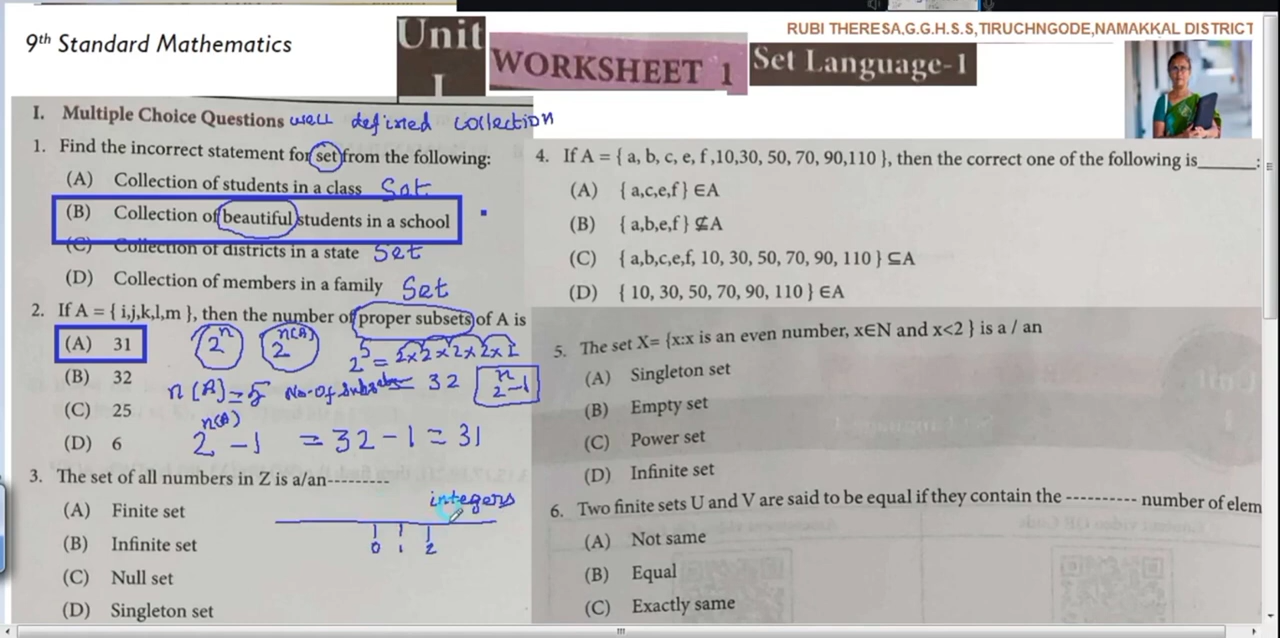 RUBI THERESA,G.G.H.S.S,TIRUCHNGODE,NAMAKKAL DISTRICT
9th Standard Mathematics
Unit
I
WORKSHEET 1
Set Language-1
I. Multiple Choice Questions well defined collection
1. Find the incorrect statement for set from the following:
(A) Collection of students in a class Set
(B) Collection of beautiful students in a school
(C) Collection of districts in a state Set
(D) Collection of members in a family Set
2. If A = { i,j,k,l,m }, then the number of proper subsets of A is
(A) 31
2^n 2^n(A) 2^5 = 2x2x2x2x2
(B) 32
n(A) = 5 No-Of Subsets = 32 2^n-1
(C) 25
(D) 6
2^n(A) -1 = 32-1 = 31
3. The set of all numbers in Z is a/an---------
integers
(A) Finite set
(B) Infinite set
0 1 2
(C) Null set
(D) Singleton set
4. If A = { a, b, c, e, f ,10,30, 50, 70, 90,110 }, then the correct one of the following is______:
(A) { a,c,e,f } ∈A
(B) { a,b,e,f } ⊈A
(C) { a,b,c,e,f, 10, 30, 50, 70, 90, 110 } ⊆A
(D) { 10, 30, 50, 70, 90, 110 } ∈A
5. The set X= {x:x is an even number, x∈N and x<2 } is a / an
(A) Singleton set
(B) Empty set
(C) Power set
(D) Infinite set
6. Two finite sets U and V are said to be equal if they contain the ---------- number of elem
(A) Not same
(B) Equal
(C) Exactly same